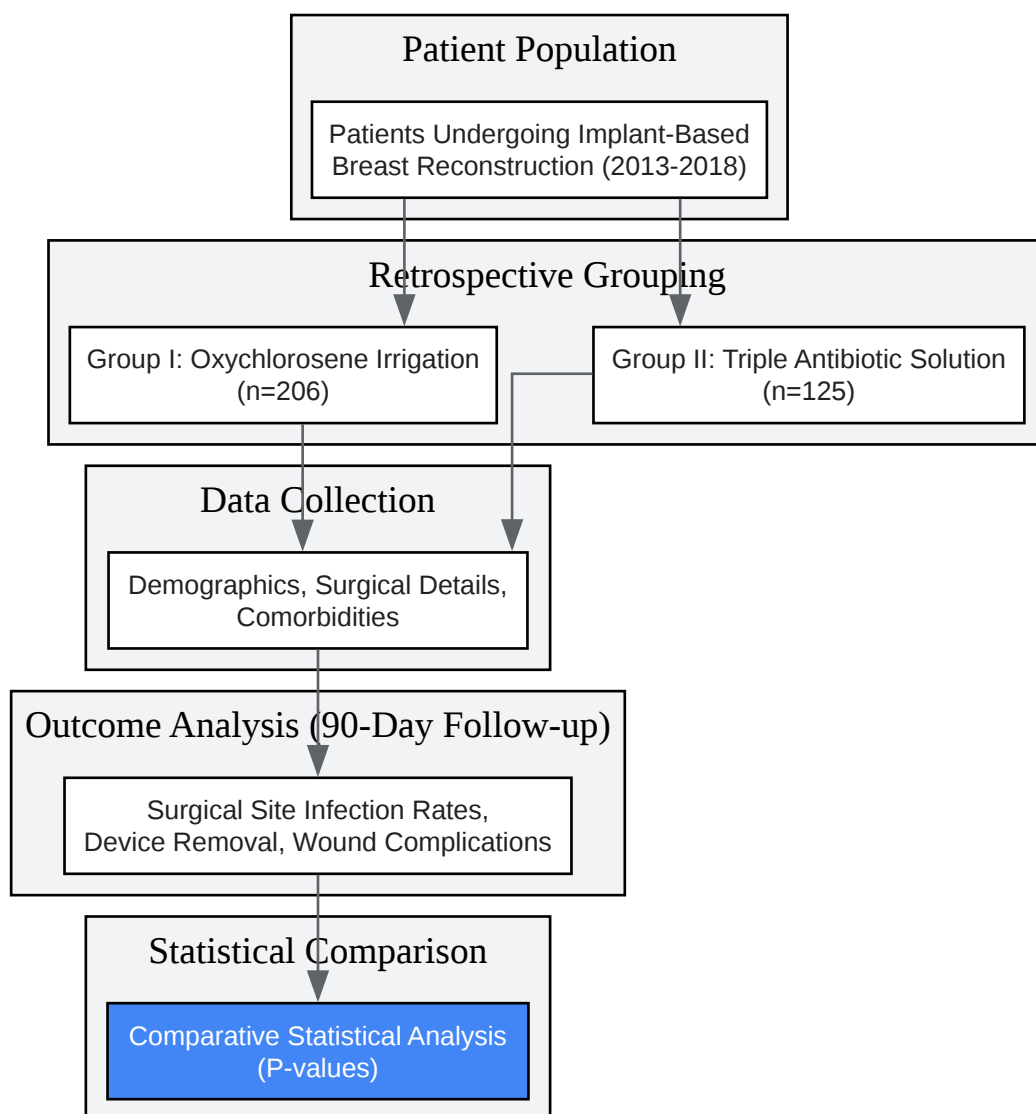 Patient Population
Patients Undergoing Implant-Based
Breast Reconstruction (2013-2018)
Retrospective Grouping
Group I: Oxychlorosene Irrigation
(n=206)
Group II: Triple Antibiotic Solution
(n=125)
Data Collection
Demographics, Surgical Details,
Comorbidities
Outcome Analysis (90-Day Follow-up)
Surgical Site Infection Rates,
Device Removal, Wound Complications
Statistical Comparison
Comparative Statistical Analysis
(P-values)